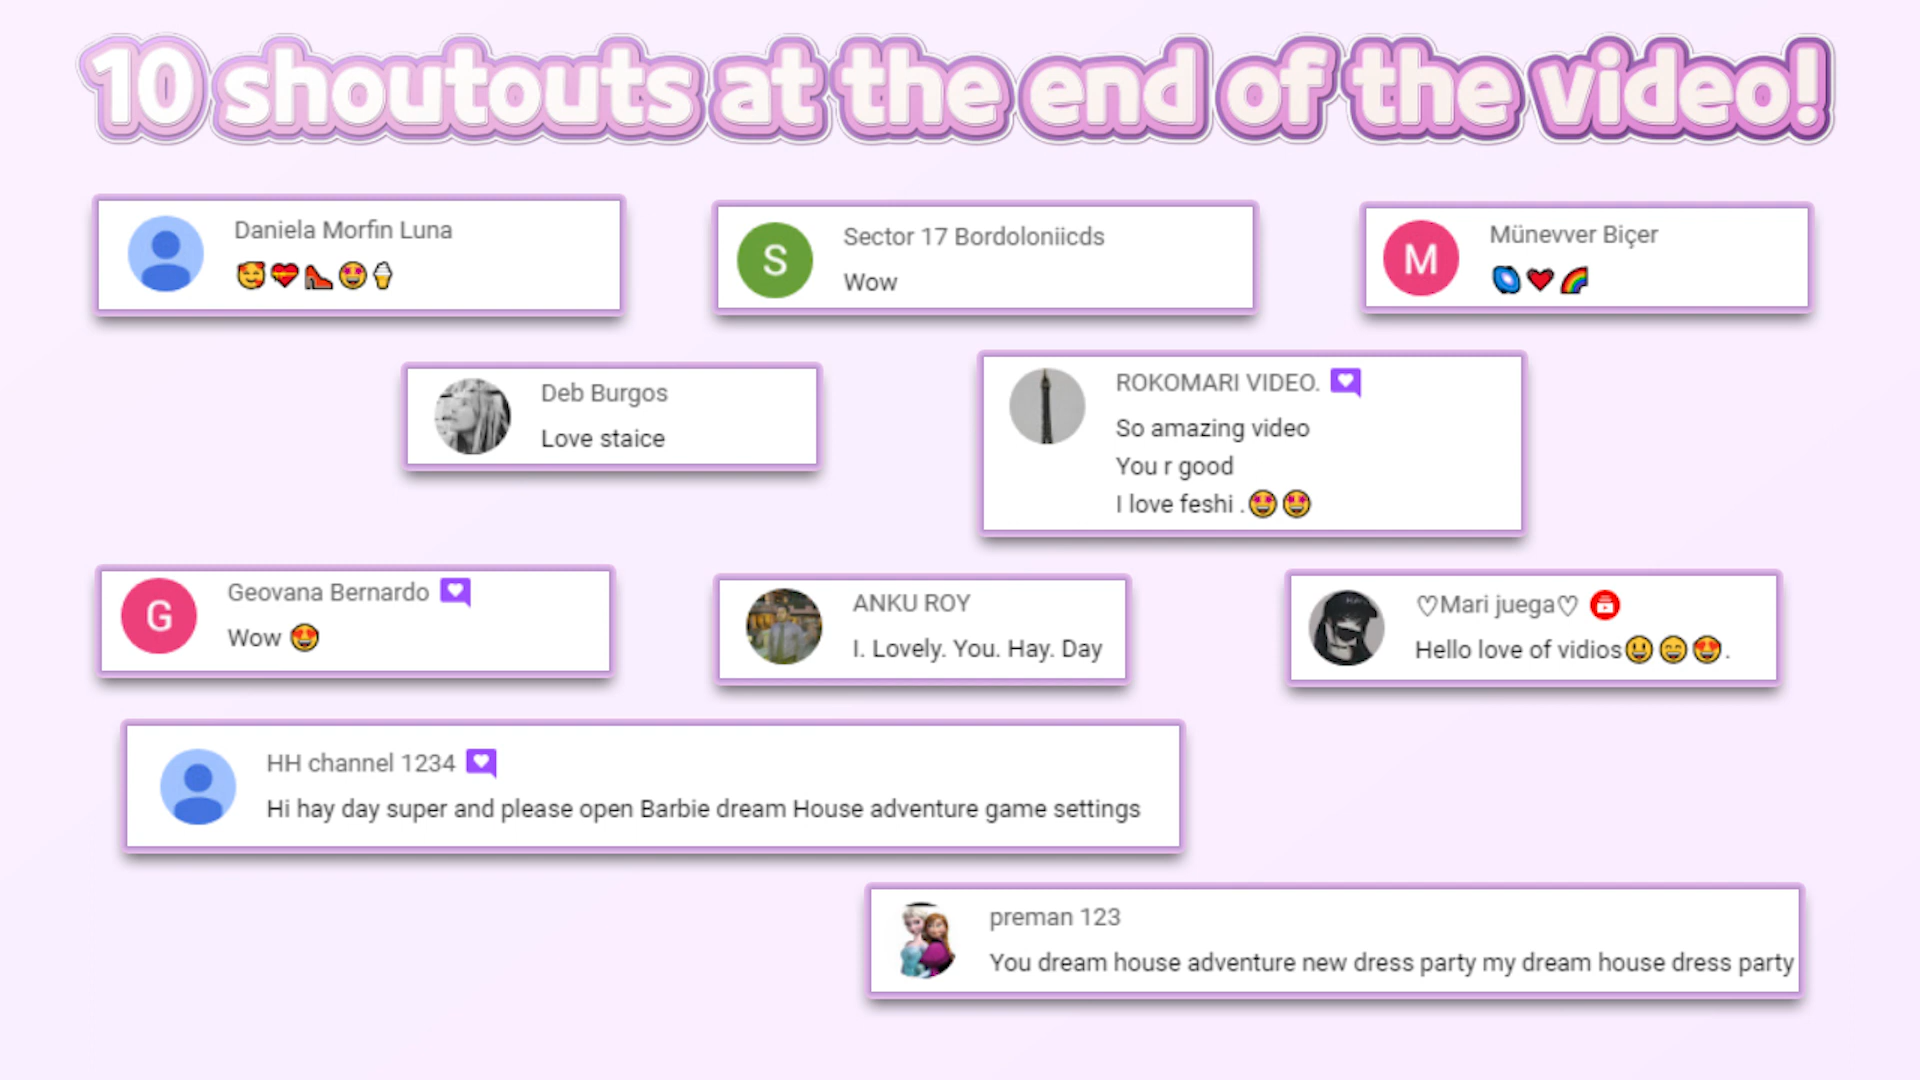 10 shoutouts at the end of the video!
Daniela Morfin Luna
🥰💝👠🤩🍦
S
Sector 17 Bordoloniicds
Wow
M
Münevver Biçer
🌌❤️🌈
Deb Burgos
Love staice
ROKOMARI VIDEO.
So amazing video
You r good
I love feshi .🤩🤩
G
Geovana Bernardo
Wow 😍
ANKU ROY
I. Lovely. You. Hay. Day
♡Mari juega♡
Hello love of vidios😃😄😍.
HH channel 1234
Hi hay day super and please open Barbie dream House adventure game settings
preman 123
You dream house adventure new dress party my dream house dress party